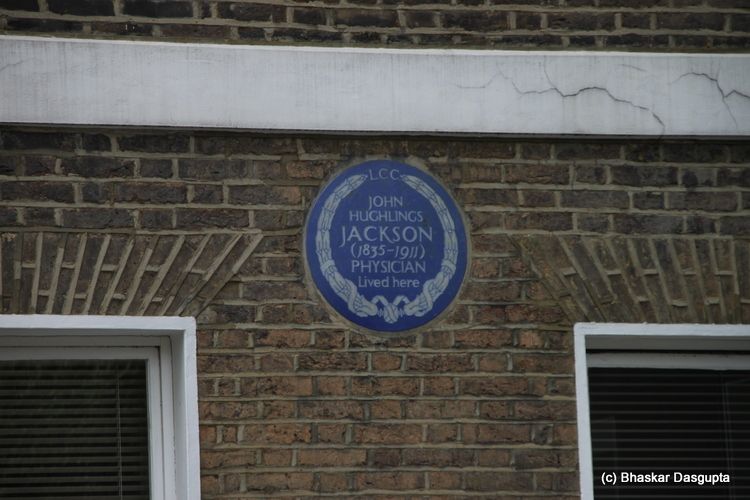 L.C.C.
JOHN
HUGHLINGS
JACKSON
(1835-1911)
PHYSICIAN
Lived here
(c) Bhaskar Dasgupta